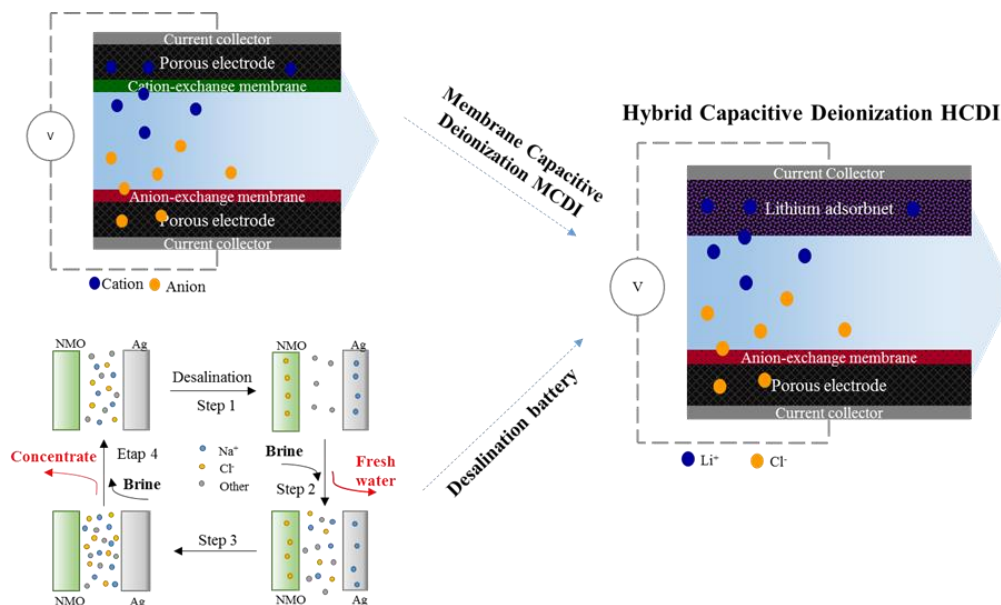 Current collector
Porous electrode
Cation-exchange membrane
V
Anion-exchange membrane
Porous electrode
Current collector
Cation
Anion
Membrane Capacitive
Deionization MCDI
Hybrid Capacitive Deionization HCDI
Current Collector
Lithium adsorbnet
V
Anion-exchange membrane
Porous electrode
Current collector
Li⁺
Cl⁻
NMO
Ag
Desalination
Step 1
NMO
Ag
Concentrate
Etap 4
Brine
Na⁺
Cl⁻
Other
Brine
Step 2
Fresh
water
Step 3
NMO
Ag
NMO
Ag
Desalination battery